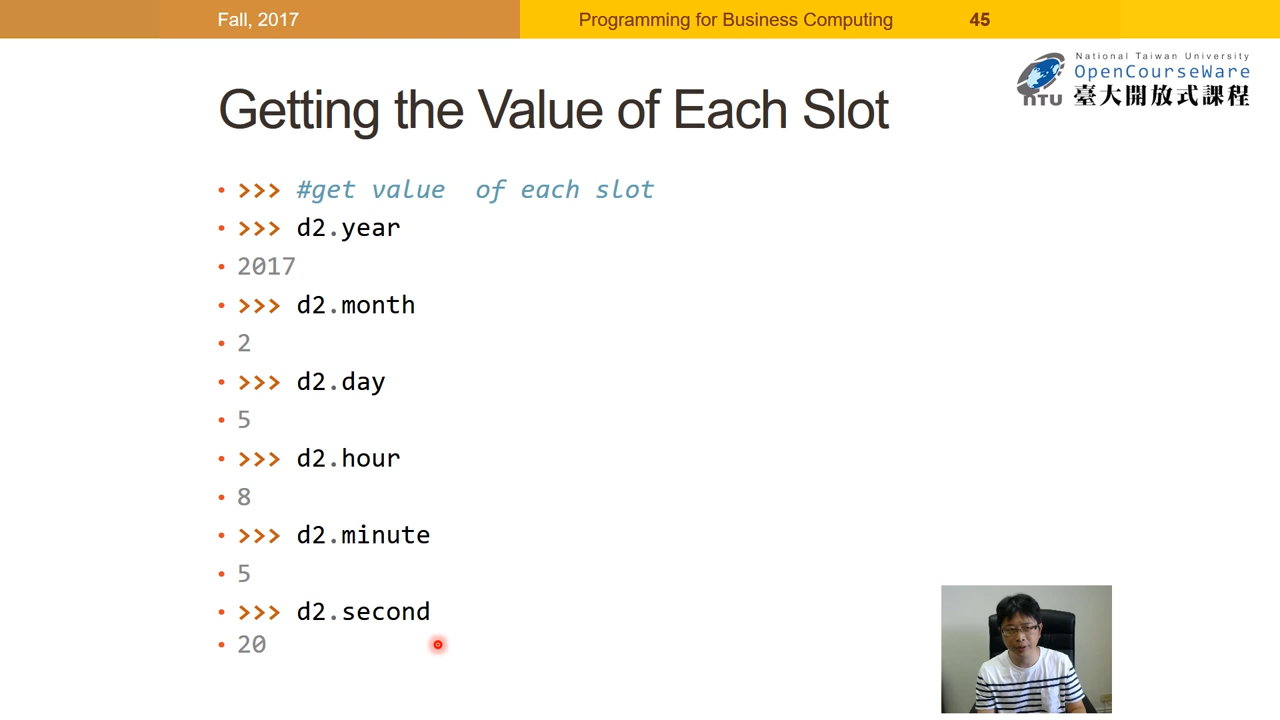 Fall, 2017
Programming for Business Computing
45
National Taiwan University
OpenCourseWare
臺大開放式課程
NTU
Getting the Value of Each Slot
• >>> #get value  of each slot
• >>> d2.year
• 2017
• >>> d2.month
• 2
• >>> d2.day
• 5
• >>> d2.hour
• 8
• >>> d2.minute
• 5
• >>> d2.second
• 20